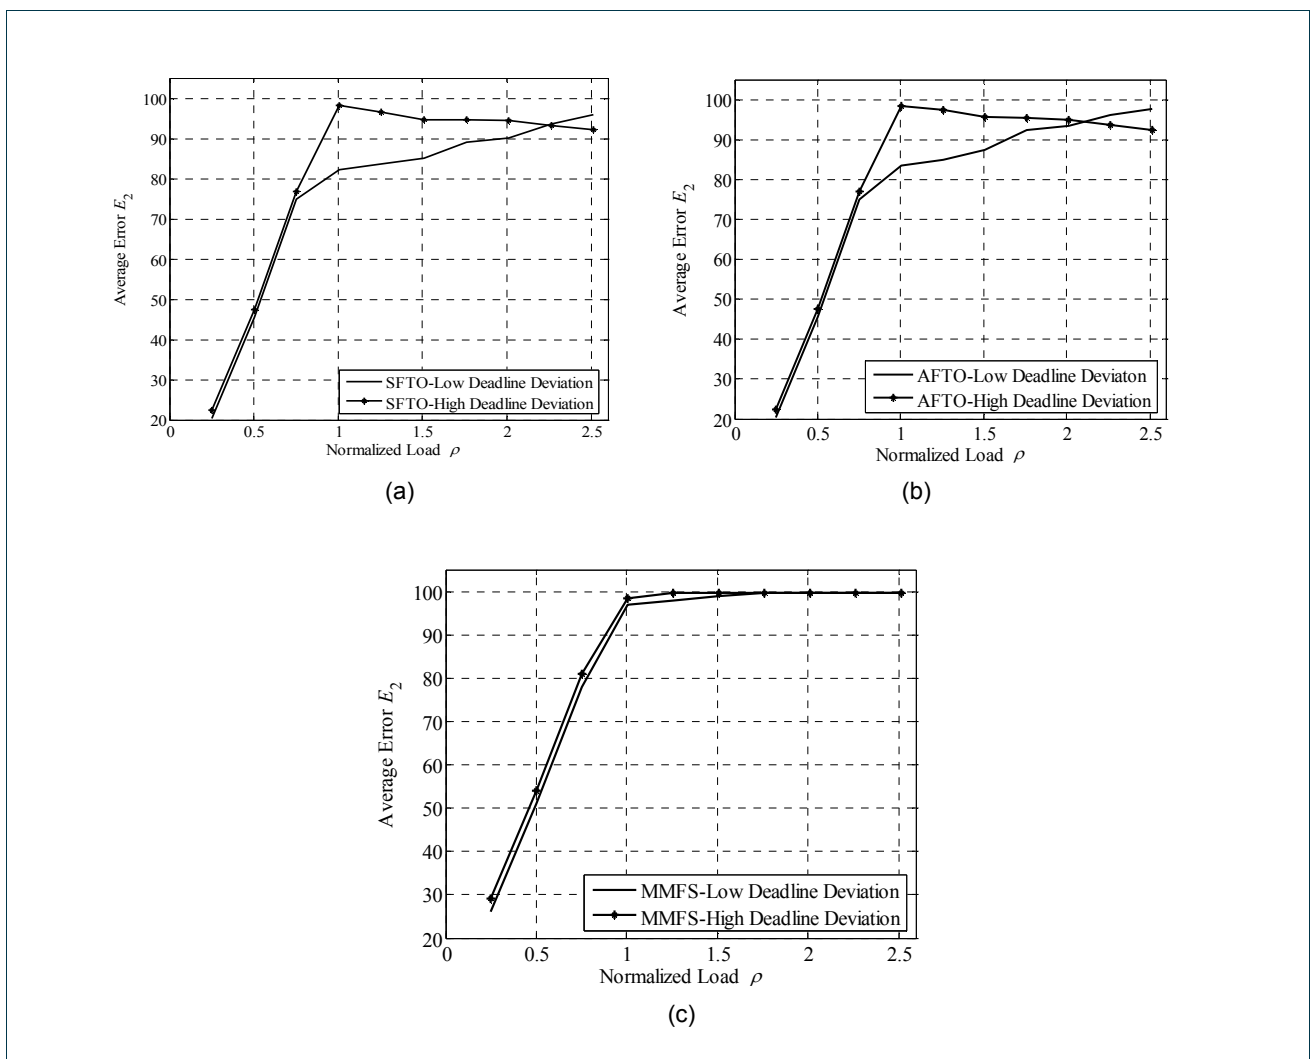 100
90
80
70
60
50
40
30
20
Average Error E2
SFTO-Low Deadline Deviation
SFTO-High Deadline Deviation
0 0.5 1 1.5 2 2.5
Normalized Load ρ
(a)
100
90
80
70
60
50
40
30
20
Average Error E2
AFTO-Low Deadline Deviaton
AFTO-High Deadline Deviation
0 0.5 1 1.5 2 2.5
Normalized Load ρ
(b)
100
90
80
70
60
50
40
30
20
Average Error E2
MMFS-Low Deadline Deviation
MMFS-High Deadline Deviation
0 0.5 1 1.5 2 2.5
Normalized Load ρ
(c)